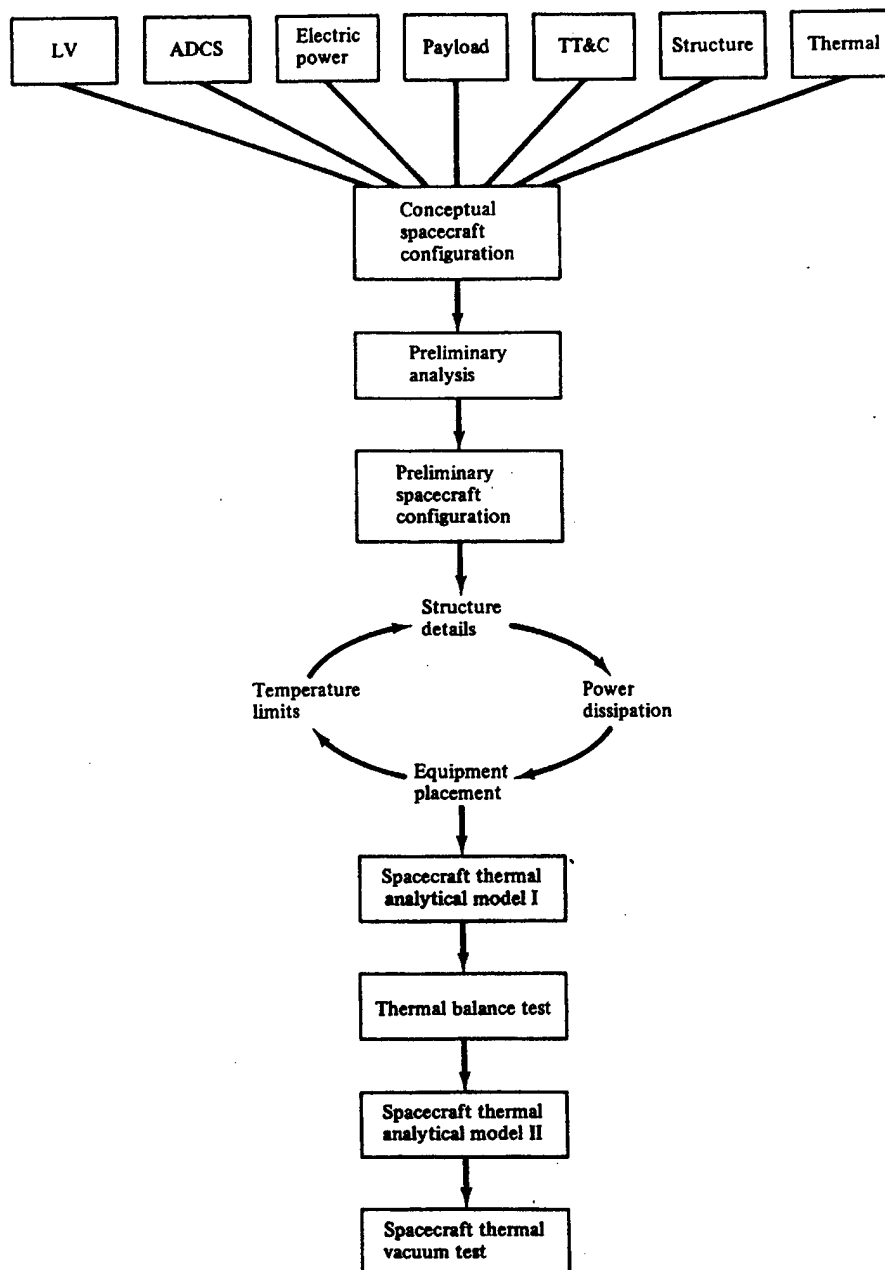 LV
ADCS
Electric
power
Payload
TT&C
Structure
Thermal
Conceptual
spacecraft
configuration
Preliminary
analysis
Preliminary
spacecraft
configuration
Structure
details
Temperature
limits
Power
dissipation
Equipment
placement
Spacecraft thermal
analytical model I
Thermal balance test
Spacecraft thermal
analytical model II
Spacecraft thermal
vacuum test